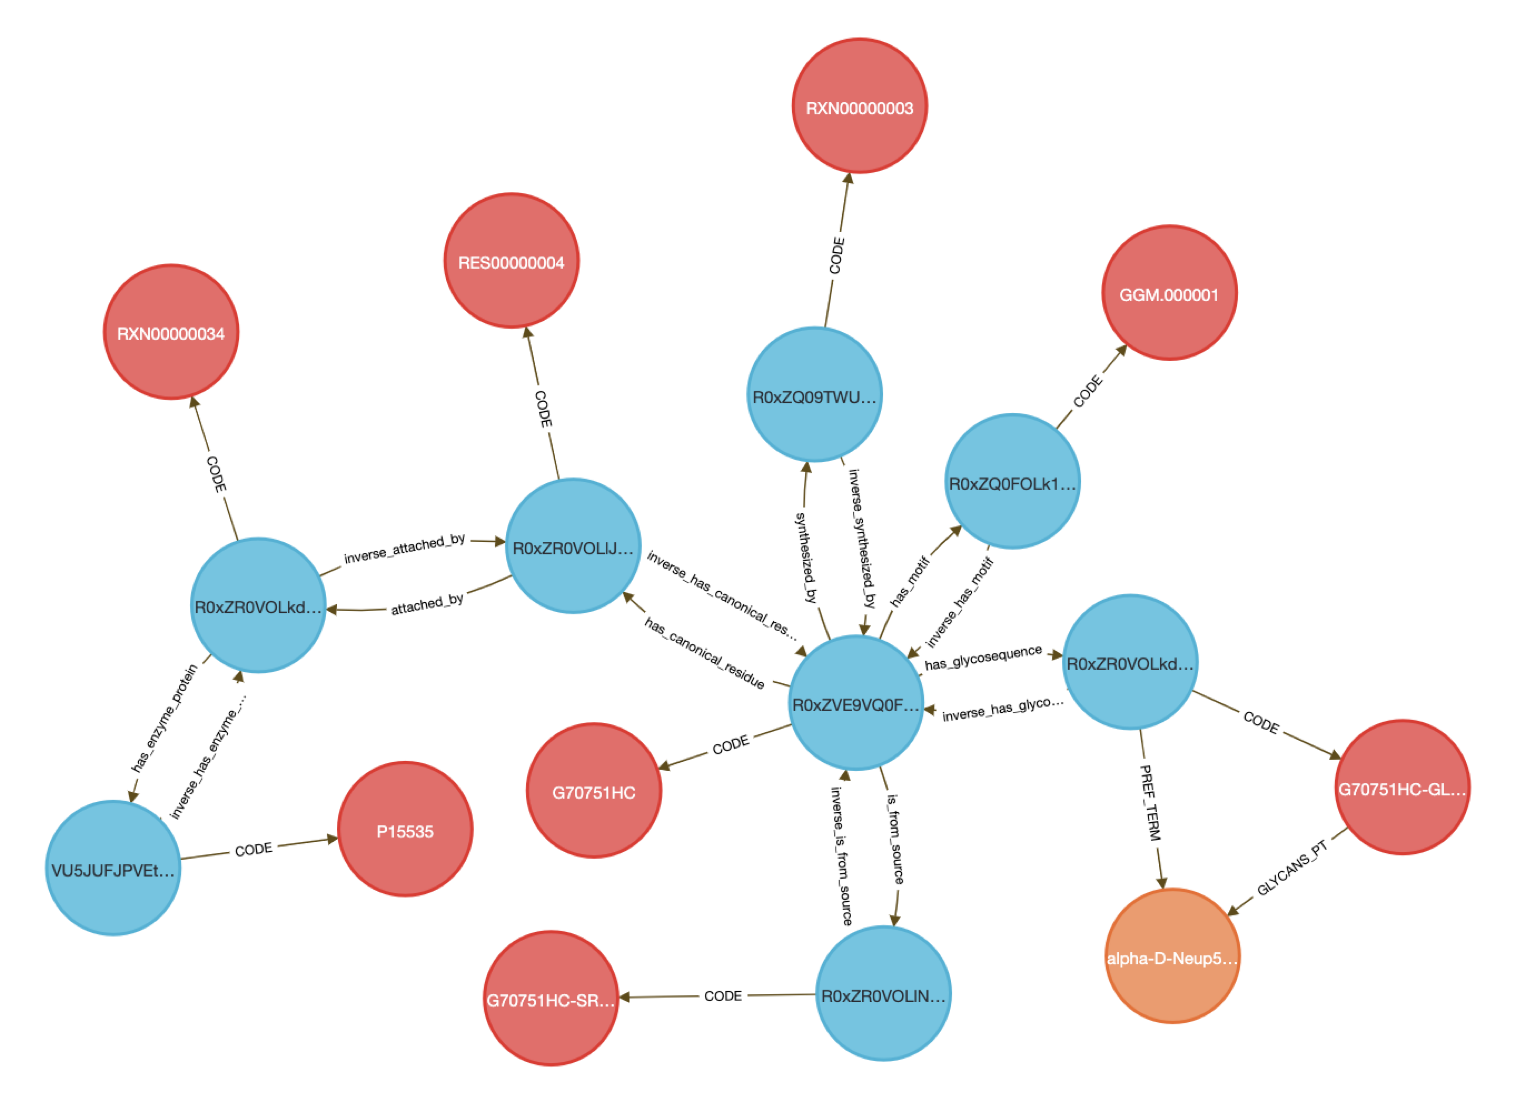 RXN00000003
CODE
RES00000004
GGM.000001
RXN00000034
CODE
CODE
R0xZQ09TWU...
CODE
R0xZQ0FOLk1...
inverse_attached_by
R0xZR0VOLlJ...
inverse_has_canonical_res...
synthesized_by
inverse_synthesized_by
has_motif
inverse_has_motif
R0xZR0VOLkd...
attached_by
has_canonical_residue
has_glycosequence
R0xZR0VOLkd...
R0xZVE9VQ0F...
inverse_has_glyco...
has_enzyme_protein
inverse_has_enzyme_...
CODE
CODE
G70751HC
G70751HC-GL...
PREF_TERM
P15535
CODE
VU5JUFJPVEt...
inverse_is_from_source
is_from_source
GLYCANS_PT
alpha-D-Neup5...
G70751HC-SR...
CODE
R0xZR0VOLlN...